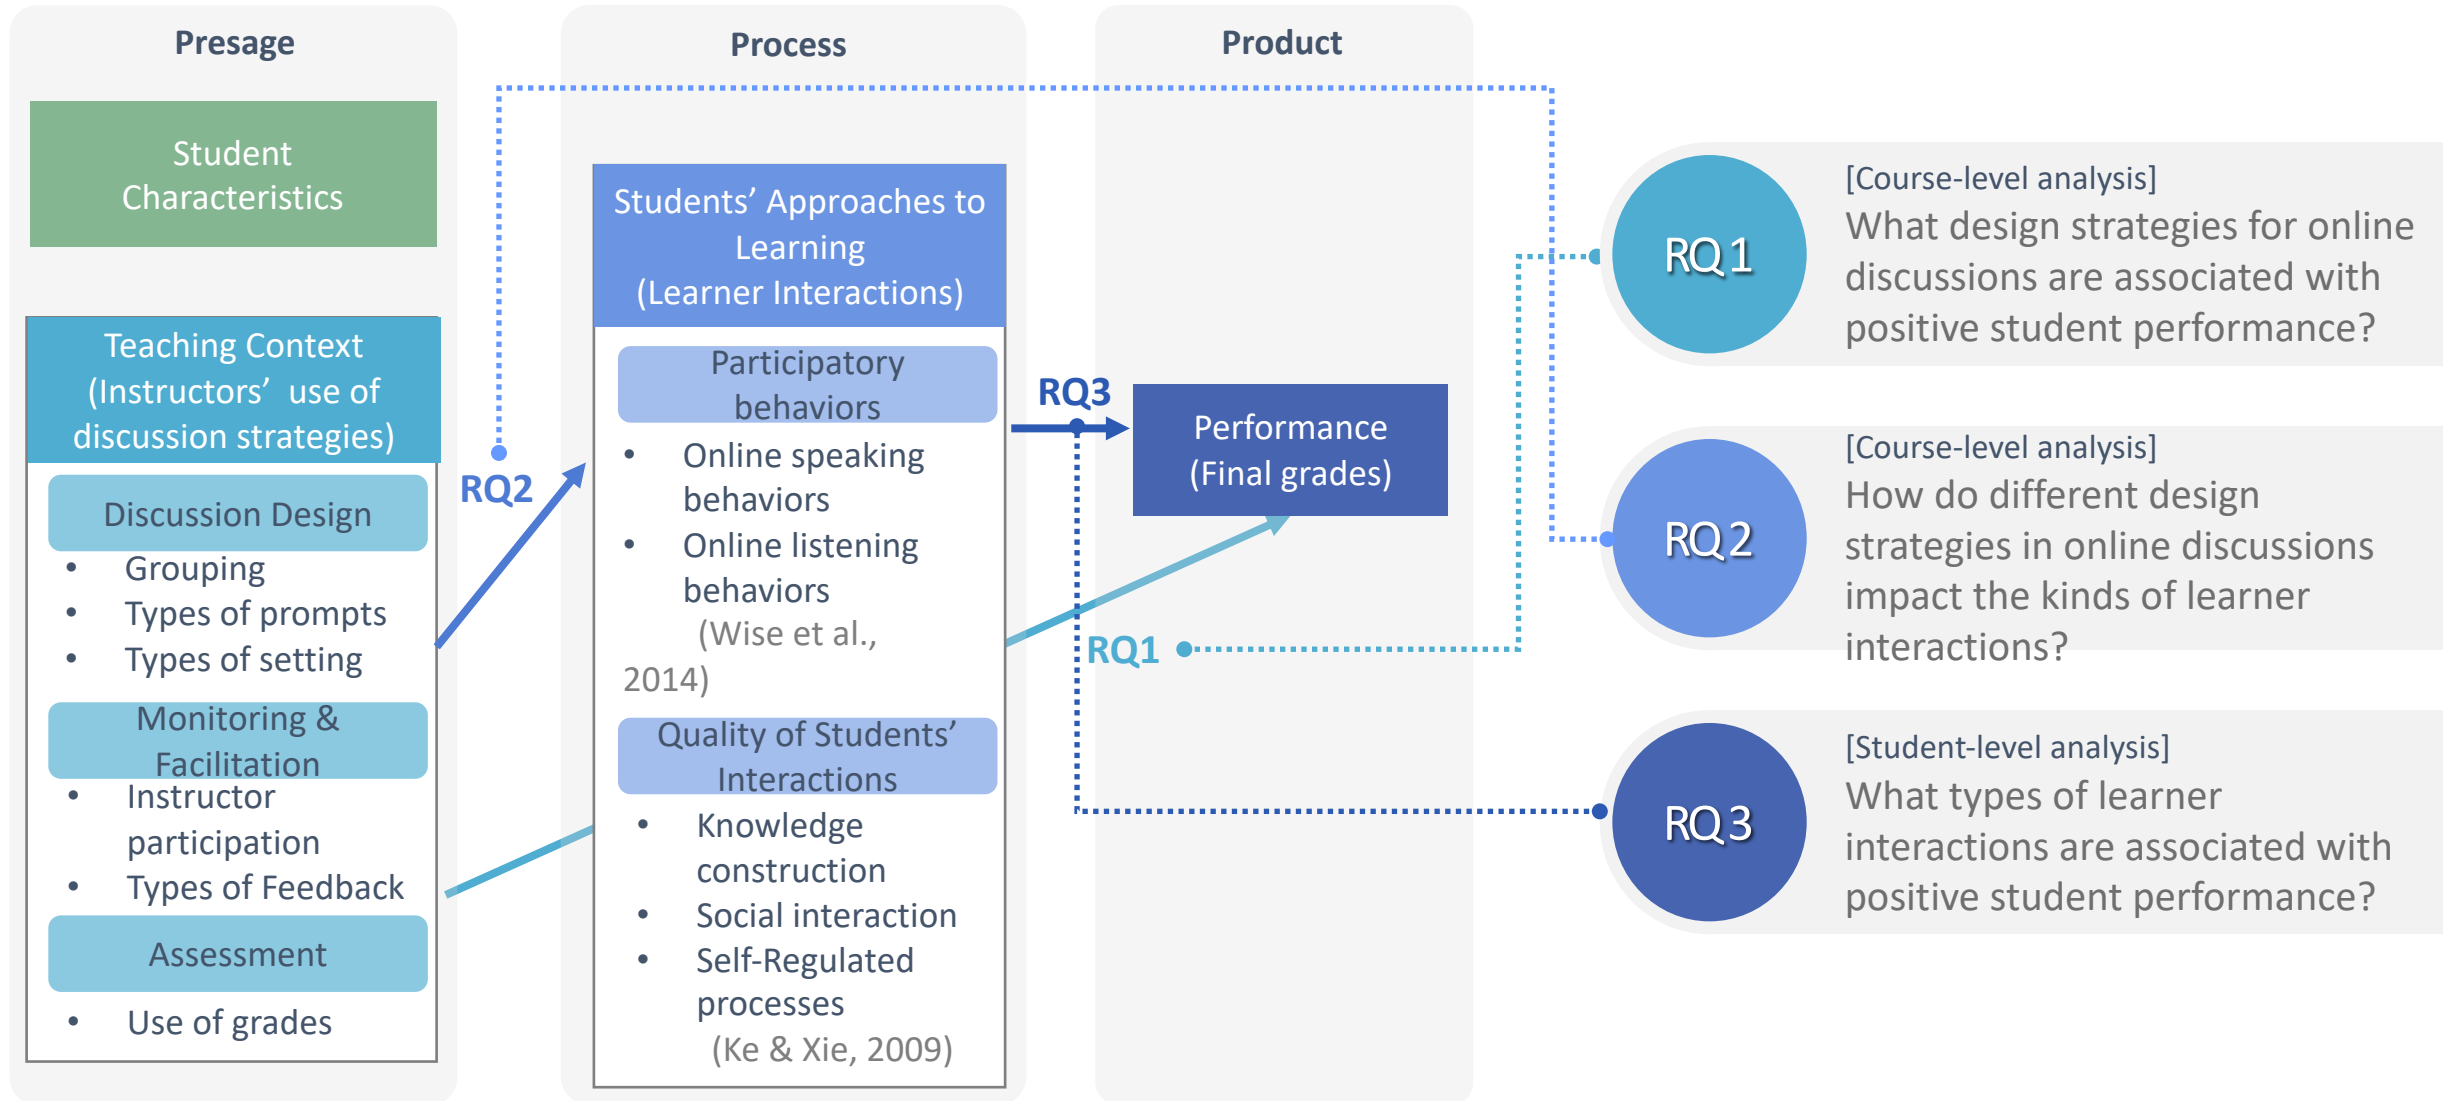 Presage
Student
Characteristics
Teaching Context
(Instructors’  use of
discussion strategies)
Discussion Design
• Grouping
• Types of prompts
• Types of setting
Monitoring &
Facilitation
• Instructor
participation
• Types of Feedback
Assessment
• Use of grades
RQ2
Process
Students’ Approaches to
Learning
(Learner Interactions)
Participatory
behaviors
• Online speaking
behaviors
• Online listening
behaviors
(Wise et al.,
2014)
Quality of Students’
Interactions
• Knowledge
construction
• Social interaction
• Self-Regulated
processes
(Ke & Xie, 2009)
Product
RQ3
Performance
(Final grades)
RQ1
RQ1
[Course-level analysis]
What design strategies for online
discussions are associated with
positive student performance?
RQ2
[Course-level analysis]
How do different design
strategies in online discussions
impact the kinds of learner
interactions?
RQ3
[Student-level analysis]
What types of learner
interactions are associated with
positive student performance?